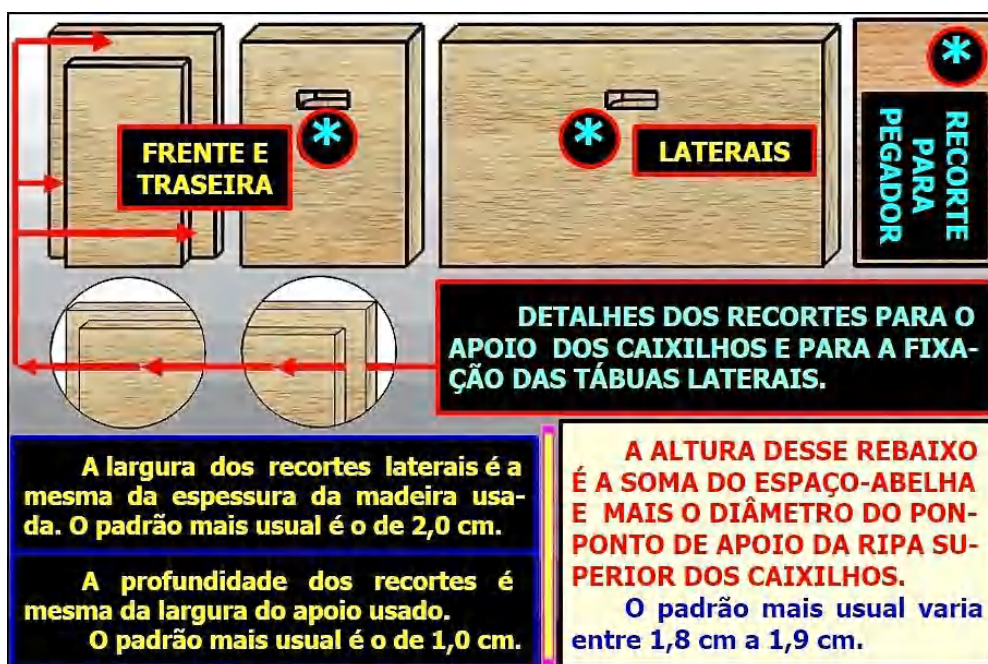 FRENTE E
TRASEIRA
*
*
LATERAIS
*
RECORTE
PARA
PEGADOR
DETALHES DOS RECORTES PARA O
APOIO DOS CAIXILHOS E PARA A FIXA-
ÇÃO DAS TÁBUAS LATERAIS.
A largura dos recortes laterais é a
mesma da espessura da madeira usa-
da. O padrão mais usual é o de 2,0 cm.
A profundidade dos recortes é
mesma da largura do apoio usado.
O padrão mais usual é o de 1,0 cm.
A ALTURA DESSE REBAIXO
É A SOMA DO ESPAÇO-ABELHA
E MAIS O DIÂMETRO DO PON-
PONTO DE APOIO DA RIPA SU-
PERIOR DOS CAIXILHOS.
O padrão mais usual varia
entre 1,8 cm a 1,9 cm.